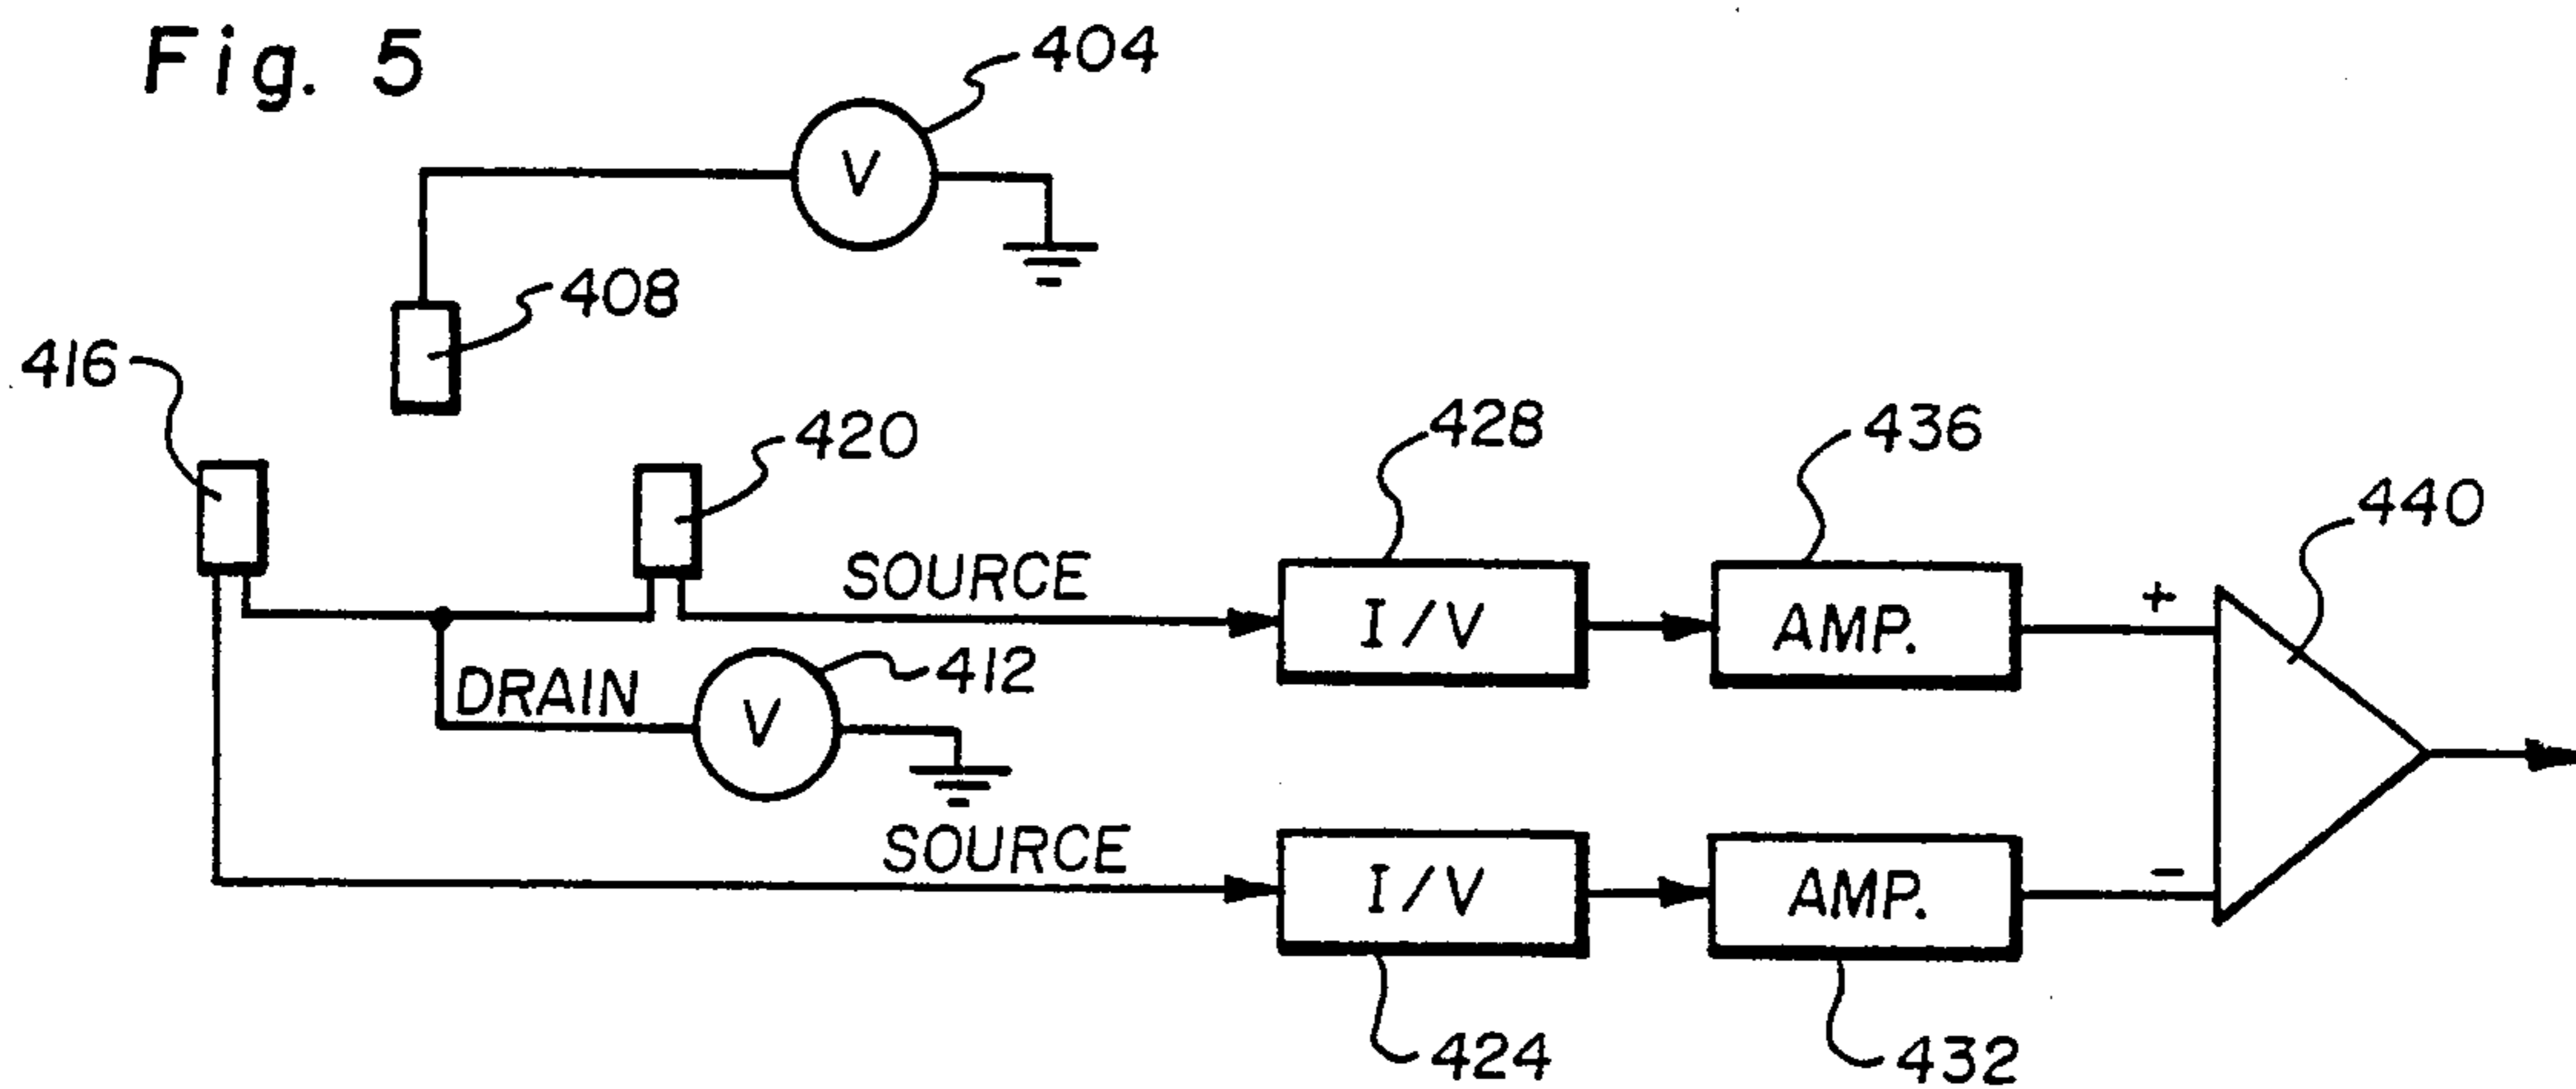 Fig. 5
404
V
408
416
420
428
436
440
SOURCE
I/V
AMP.
+
DRAIN
V
412
SOURCE
I/V
AMP.
-
424
432